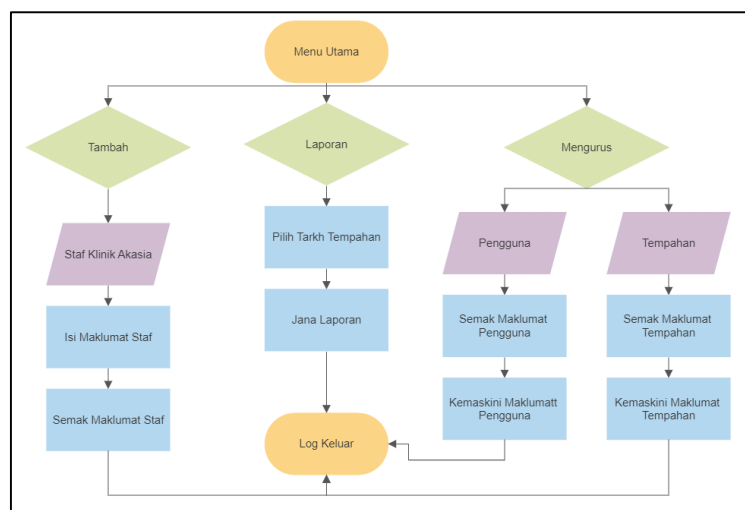 Menu Utama
Tambah
Laporan
Mengurus
Staf Klinik Akasia
Pilih Tarkh Tempahan
Pengguna
Tempahan
Isi Maklumat Staf
Jana Laporan
Semak Maklumat
Pengguna
Semak Maklumat
Tempahan
Semak Maklumat Staf
Log Keluar
Kemaskini Maklumatt
Pengguna
Kemaskini Maklumat
Tempahan